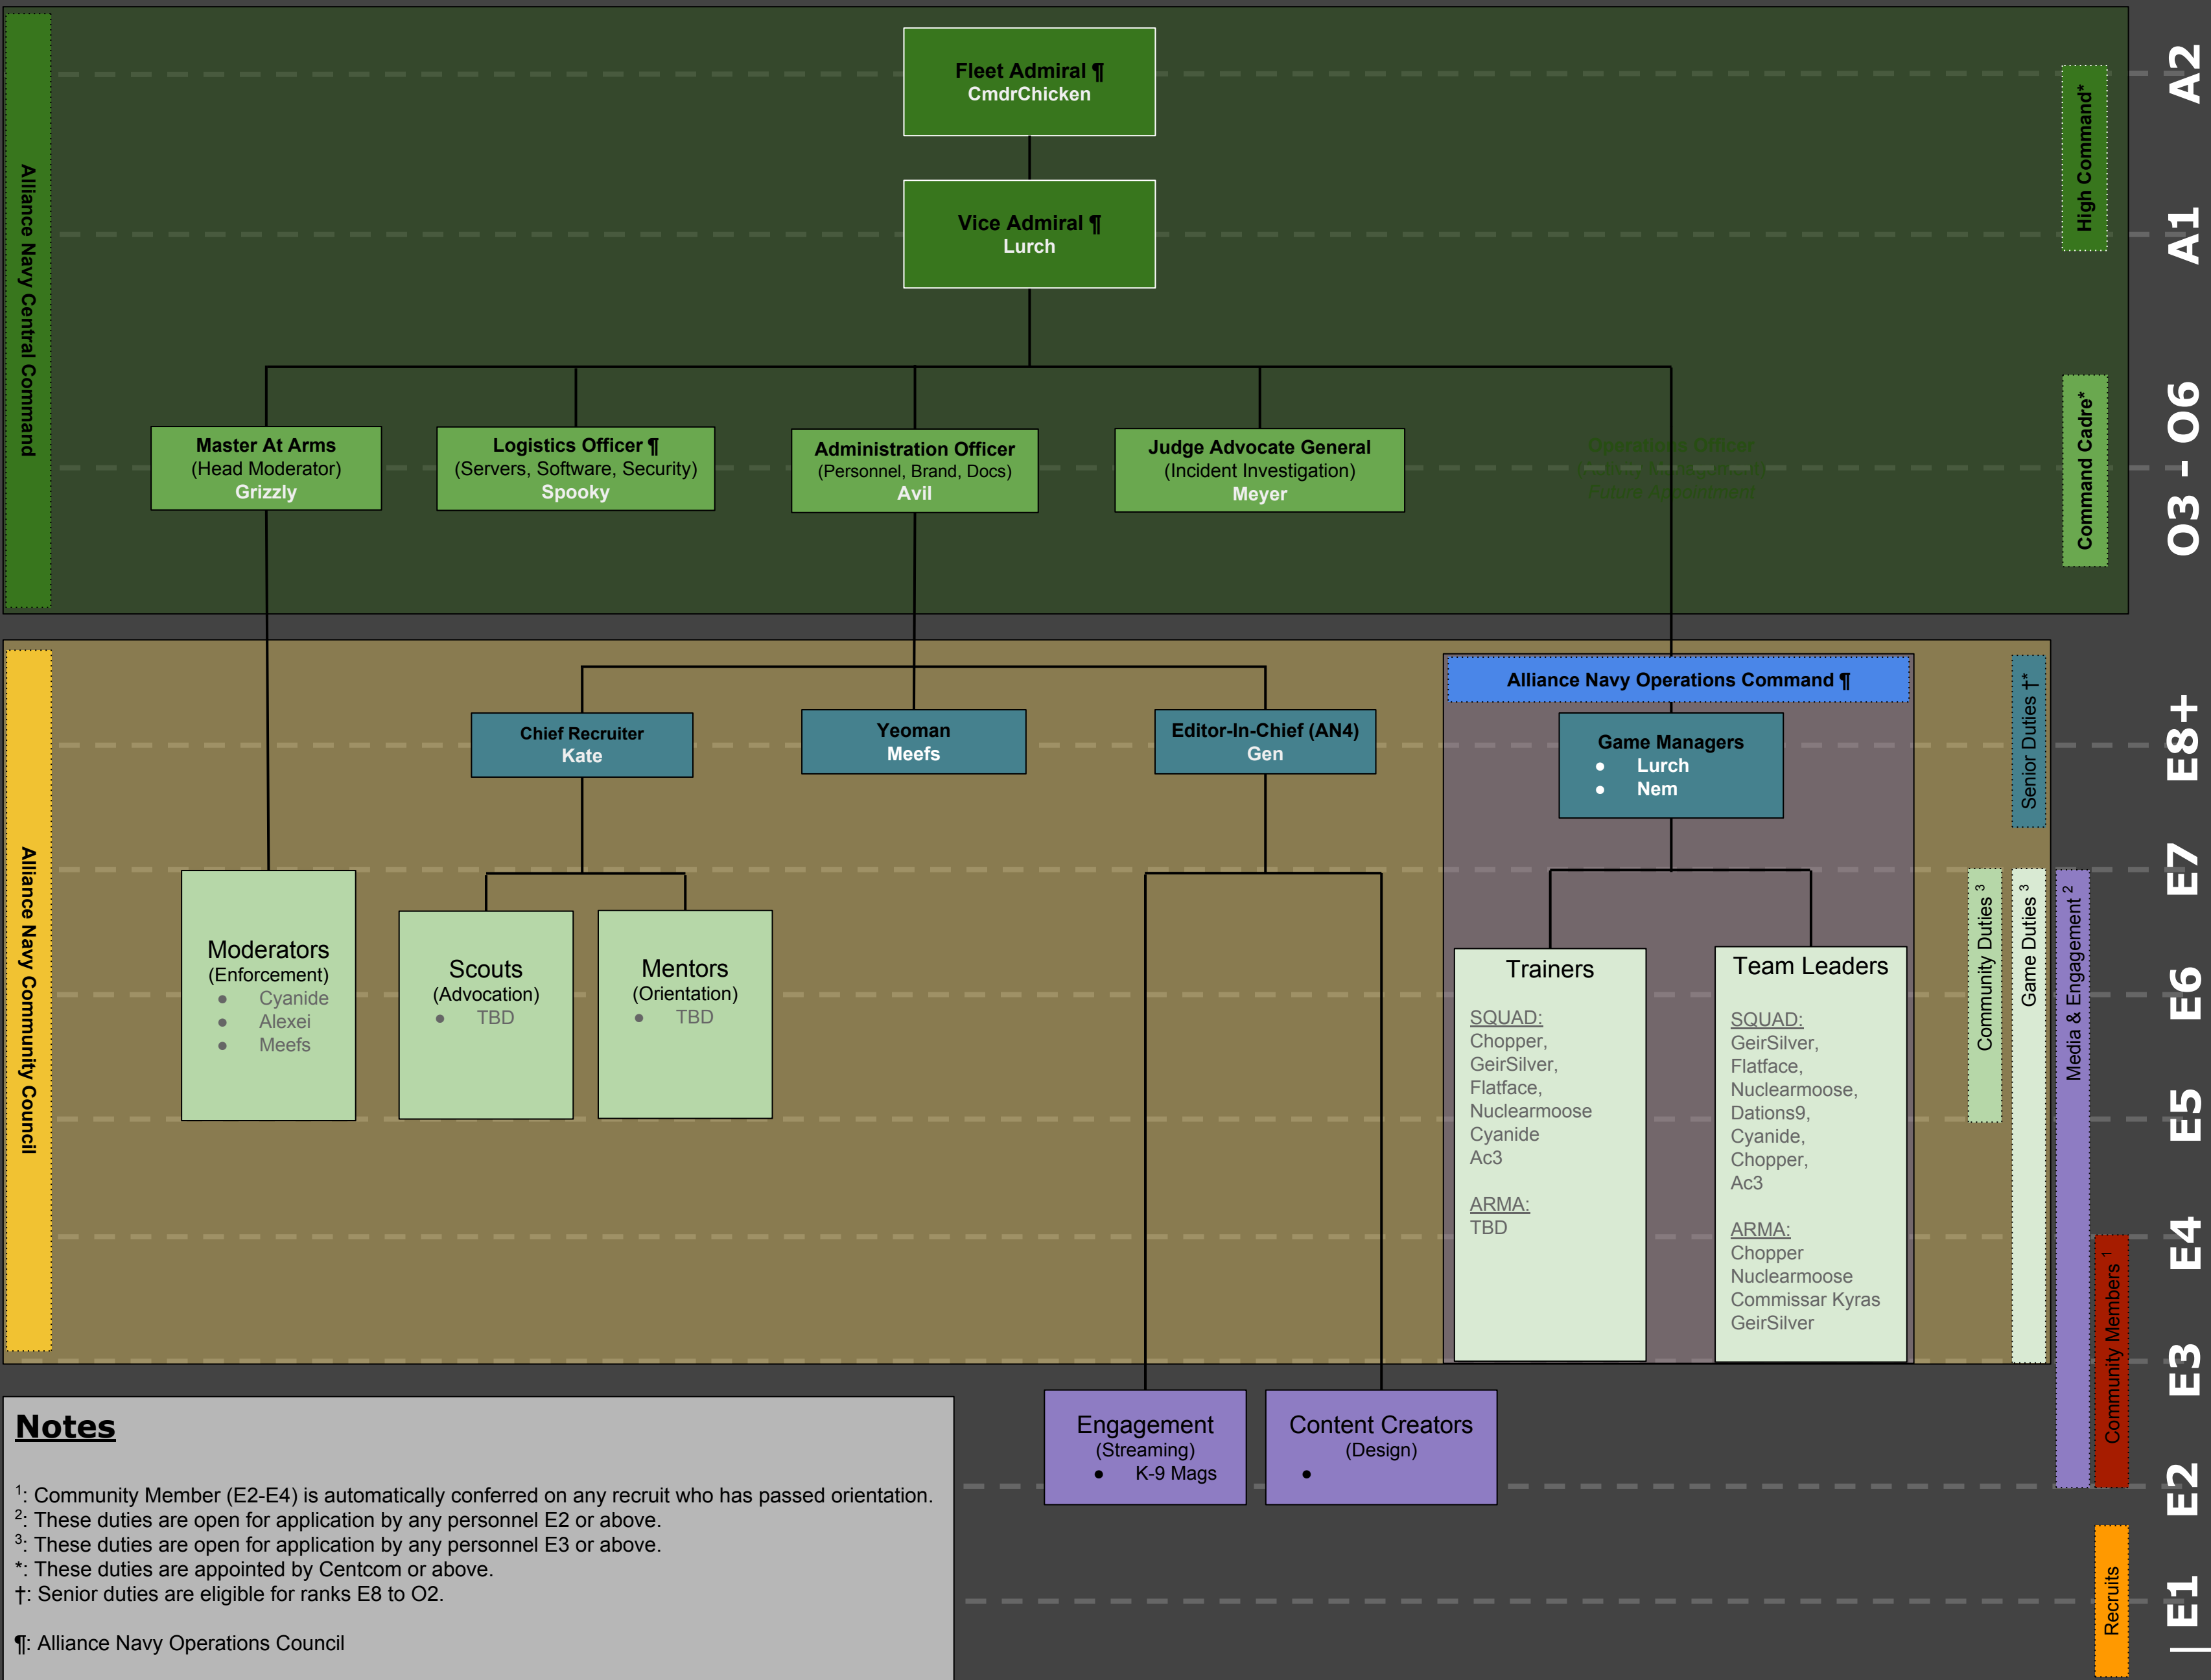 Alliance Navy Central Command
Fleet Admiral ¶
CmdrChicken
Vice Admiral ¶
Lurch
High Command*
A2
A1
Master At Arms
(Head Moderator)
Grizzly
Logistics Officer ¶
(Servers, Software, Security)
Spooky
Administration Officer
(Personnel, Brand, Docs)
Avil
Judge Advocate General
(Incident Investigation)
Meyer
Operations Officer
Future Appointment
Command Cadre*
O3 - O6
Alliance Navy Community Council
Chief Recruiter
Kate
Yeoman
Meefs
Editor-In-Chief (AN4)
Gen
Alliance Navy Operations Command ¶
Game Managers
● Lurch
● Nem
Senior Duties †*
E8+
Moderators
(Enforcement)
● Cyanide
● Alexei
● Meefs
Scouts
(Advocation)
● TBD
Mentors
(Orientation)
● TBD
Trainers
SQUAD:
Chopper,
GeirSilver,
Flatface,
Nuclearmoose
Cyanide
Ac3
ARMA:
TBD
Team Leaders
SQUAD:
GeirSilver,
Flatface,
Nuclearmoose,
Dations9,
Cyanide,
Chopper,
Ac3
ARMA:
Chopper
Nuclearmoose
Commissar Kyras
GeirSilver
Community Duties ³
Game Duties ³
Media & Engagement ²
Community Members ¹
E7
E6
E5
E4
E3
E2
Engagement
(Streaming)
● K-9 Mags
Content Creators
(Design)
●
Recruits
| E1
Notes
¹: Community Member (E2-E4) is automatically conferred on any recruit who has passed orientation.
²: These duties are open for application by any personnel E2 or above.
³: These duties are open for application by any personnel E3 or above.
*: These duties are appointed by Centcom or above.
†: Senior duties are eligible for ranks E8 to O2.
¶: Alliance Navy Operations Council